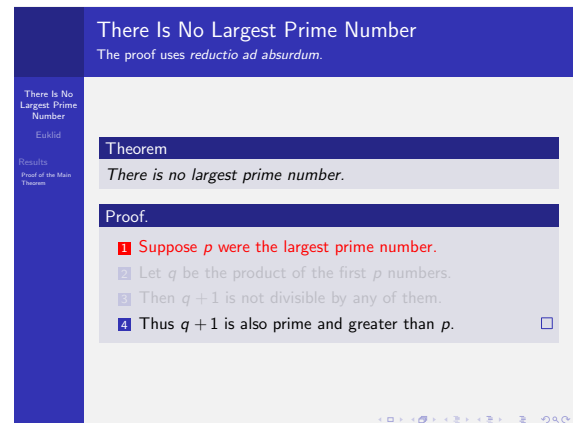 There Is No Largest Prime Number
The proof uses reductio ad absurdum.
There Is No
Largest Prime
Number
Euklid
Results
Proof of the Main
Theorem
Theorem
There is no largest prime number.
Proof.
1 Suppose p were the largest prime number.
2 Let q be the product of the first p numbers.
3 Then q + 1 is not divisible by any of them.
4 Thus q + 1 is also prime and greater than p. □